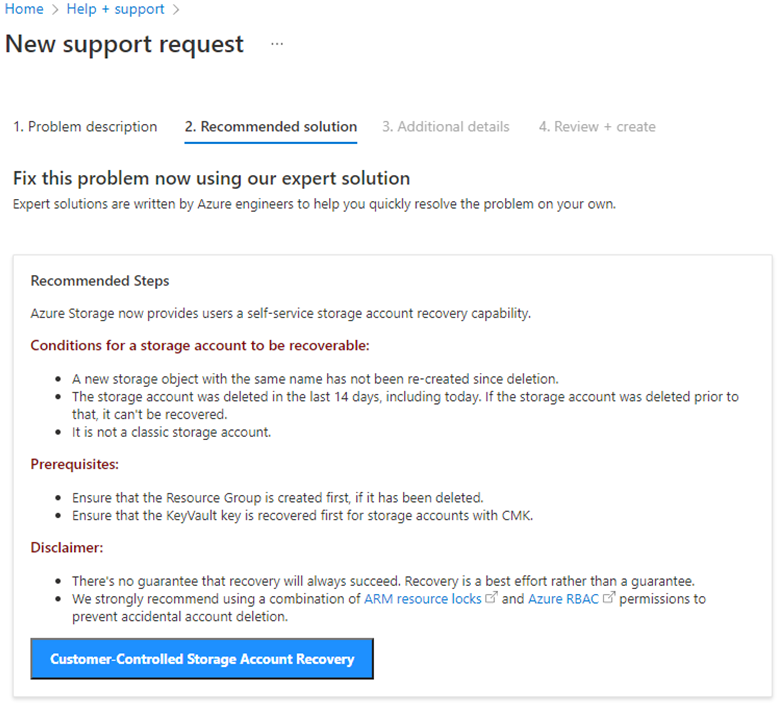 Home > Help + support >
New support request ...
1. Problem description 2. Recommended solution 3. Additional details 4. Review + create
Fix this problem now using our expert solution
Expert solutions are written by Azure engineers to help you quickly resolve the problem on your own.
Recommended Steps
Azure Storage now provides users a self-service storage account recovery capability.
Conditions for a storage account to be recoverable:
• A new storage object with the same name has not been re-created since deletion.
• The storage account was deleted in the last 14 days, including today. If the storage account was deleted prior to
that, it can't be recovered.
• It is not a classic storage account.
Prerequisites:
• Ensure that the Resource Group is created first, if it has been deleted.
• Ensure that the KeyVault key is recovered first for storage accounts with CMK.
Disclaimer:
• There's no guarantee that recovery will always succeed. Recovery is a best effort rather than a guarantee.
• We strongly recommend using a combination of ARM resource locks and Azure RBAC permissions to
prevent accidental account deletion.
Customer-Controlled Storage Account Recovery